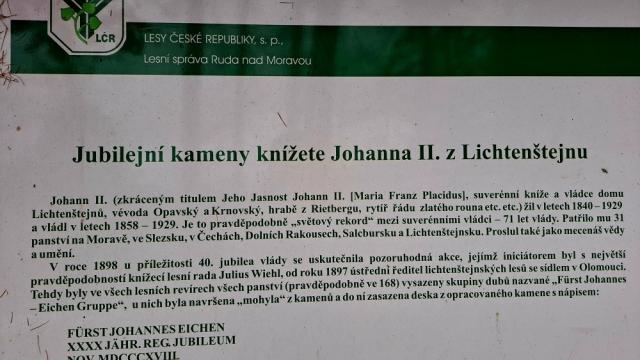 LČR
LESY ČESKÉ REPUBLIKY, s. p.,
Lesní správa Ruda nad Moravou
Jubilejní kameny knížete Johanna II. z Lichtenštejnu
Johann II. (zkráceným titulem Jeho Jasnost Johann II. [Maria Franz Placidus], suverénní kníže a vládce domu
Lichtenštejnů, vévoda Opavský a Krnovský, hrabě z Rietbergu, rytíř řádu zlatého rouna etc. etc.) žil v letech 1840 – 1929
a vládl v letech 1858 – 1929. Je to pravděpodobně „světový rekord“ mezi suverénními vládci – 71 let vlády. Patřilo mu 31
panství na Moravě, ve Slezsku, v Čechách, Dolních Rakousech, Salcbursku a Lichtenštejnsku. Proslul také jako mecenáš vědy
a umění.
V roce 1898 u příležitosti 40. jubilea vlády se uskutečnila pozoruhodná akce, jejímž iniciátorem byl s největší
pravděpodobností knížecí lesní rada Julius Wiehl, od roku 1897 ústřední ředitel lichtenštejnských lesů se sídlem v Olomouci.
Tehdy byly ve všech lesních revírech všech panství (pravděpodobně ve 168) vysazeny skupiny dubů nazvané „Fürst Johannes
– Eichen Gruppe“, u nich byla navršena „mohyla“ z kamenů a do ní zasazena deska z opracovaného kamene s nápisem:
FÜRST JOHANNES EICHEN
XXXX JÄHR. REG. JUBILEUM
NOV. MDCCCXVIII